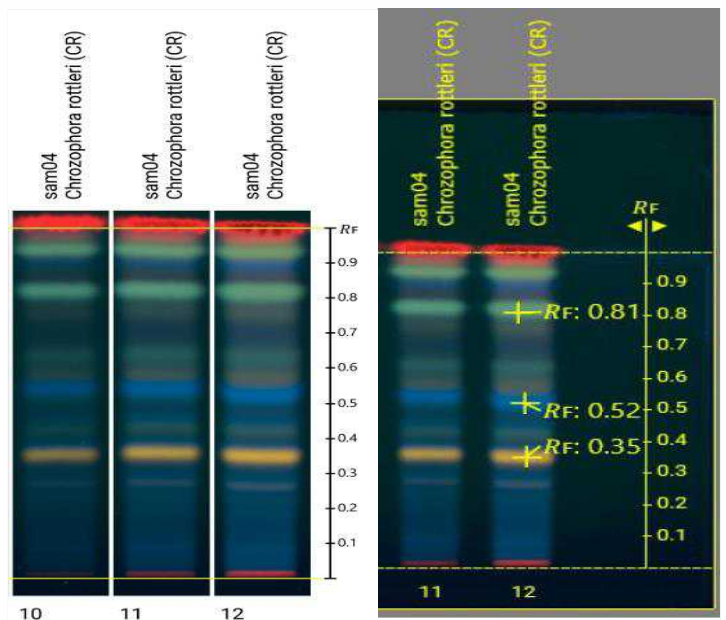 sam04
Chrozophora rottleri (CR)
sam04
Chrozophora rottleri (CR)
sam04
Chrozophora rottleri (CR)
RF
0.9
0.8
0.7
0.6
0.5
0.4
0.3
0.2
0.1
10
11
12
sam04
Chrozophora rottleri (CR)
sam04
Chrozophora rottleri (CR)
RF
0.9
0.8
0.7
0.6
0.5
0.4
0.3
0.2
0.1
RF: 0.81
RF: 0.52
RF: 0.35
11
12